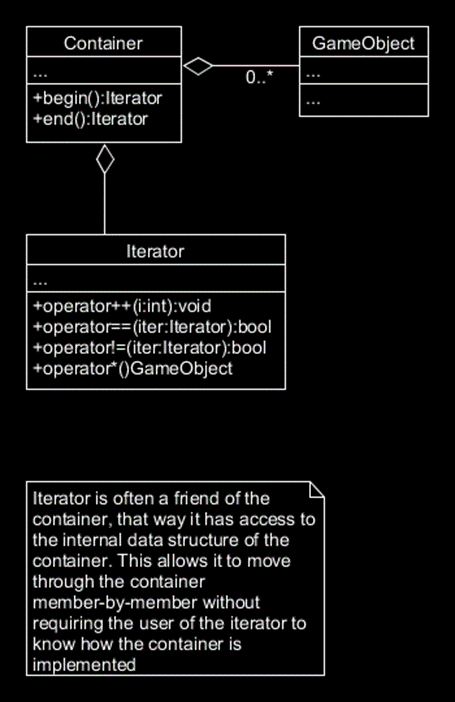 Container
...
+begin():Iterator
+end():Iterator
0..*
GameObject
...
...
Iterator
...
+operator++(i:int):void
+operator==(iter:Iterator):bool
+operator!=(iter:Iterator):bool
+operator*()GameObject
Iterator is often a friend of the
container, that way it has access to
the internal data structure of the
container. This allows it to move
through the container
member-by-member without
requiring the user of the iterator to
know how the container is
implemented